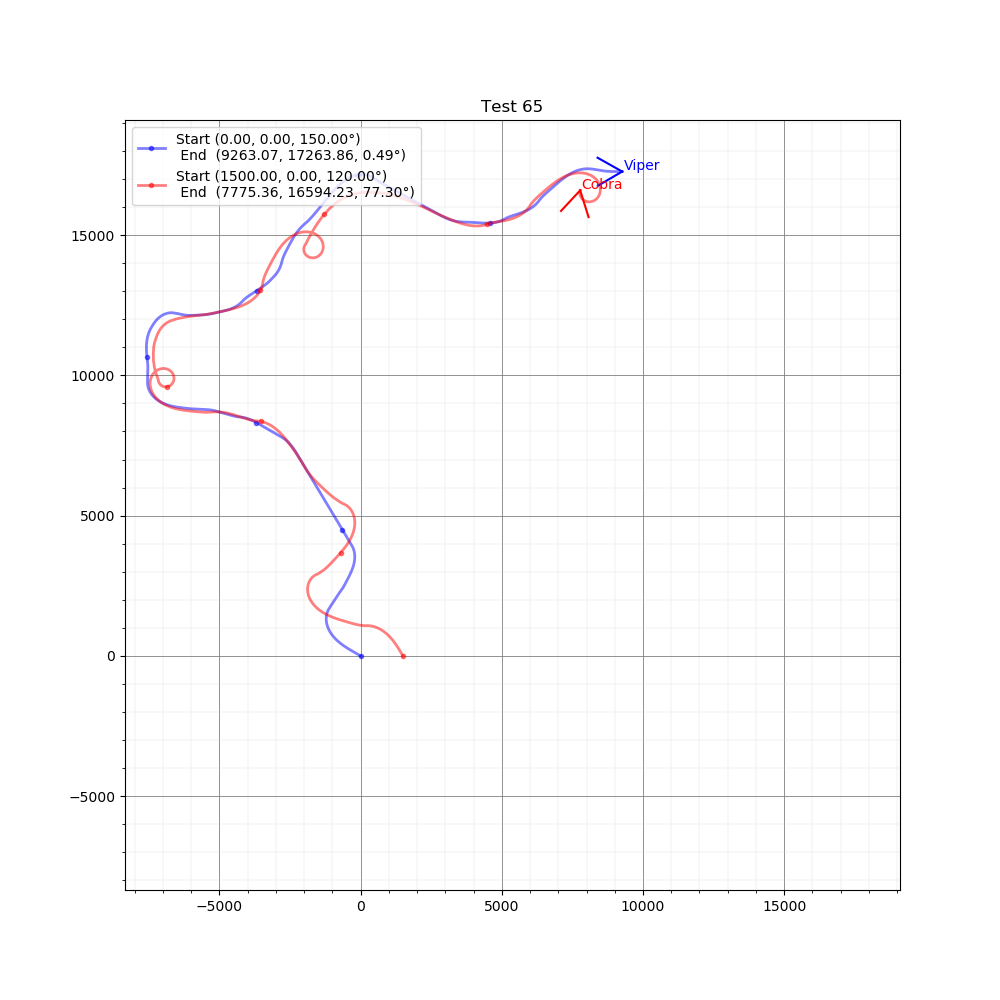 Test 65
Start (0.00, 0.00, 150.00°)
End (9263.07, 17263.86, 0.49°)
Start (1500.00, 0.00, 120.00°)
End (7775.36, 16594.23, 77.30°)
Viper
Cobra
15000
10000
5000
0
−5000
−5000
0
5000
10000
15000